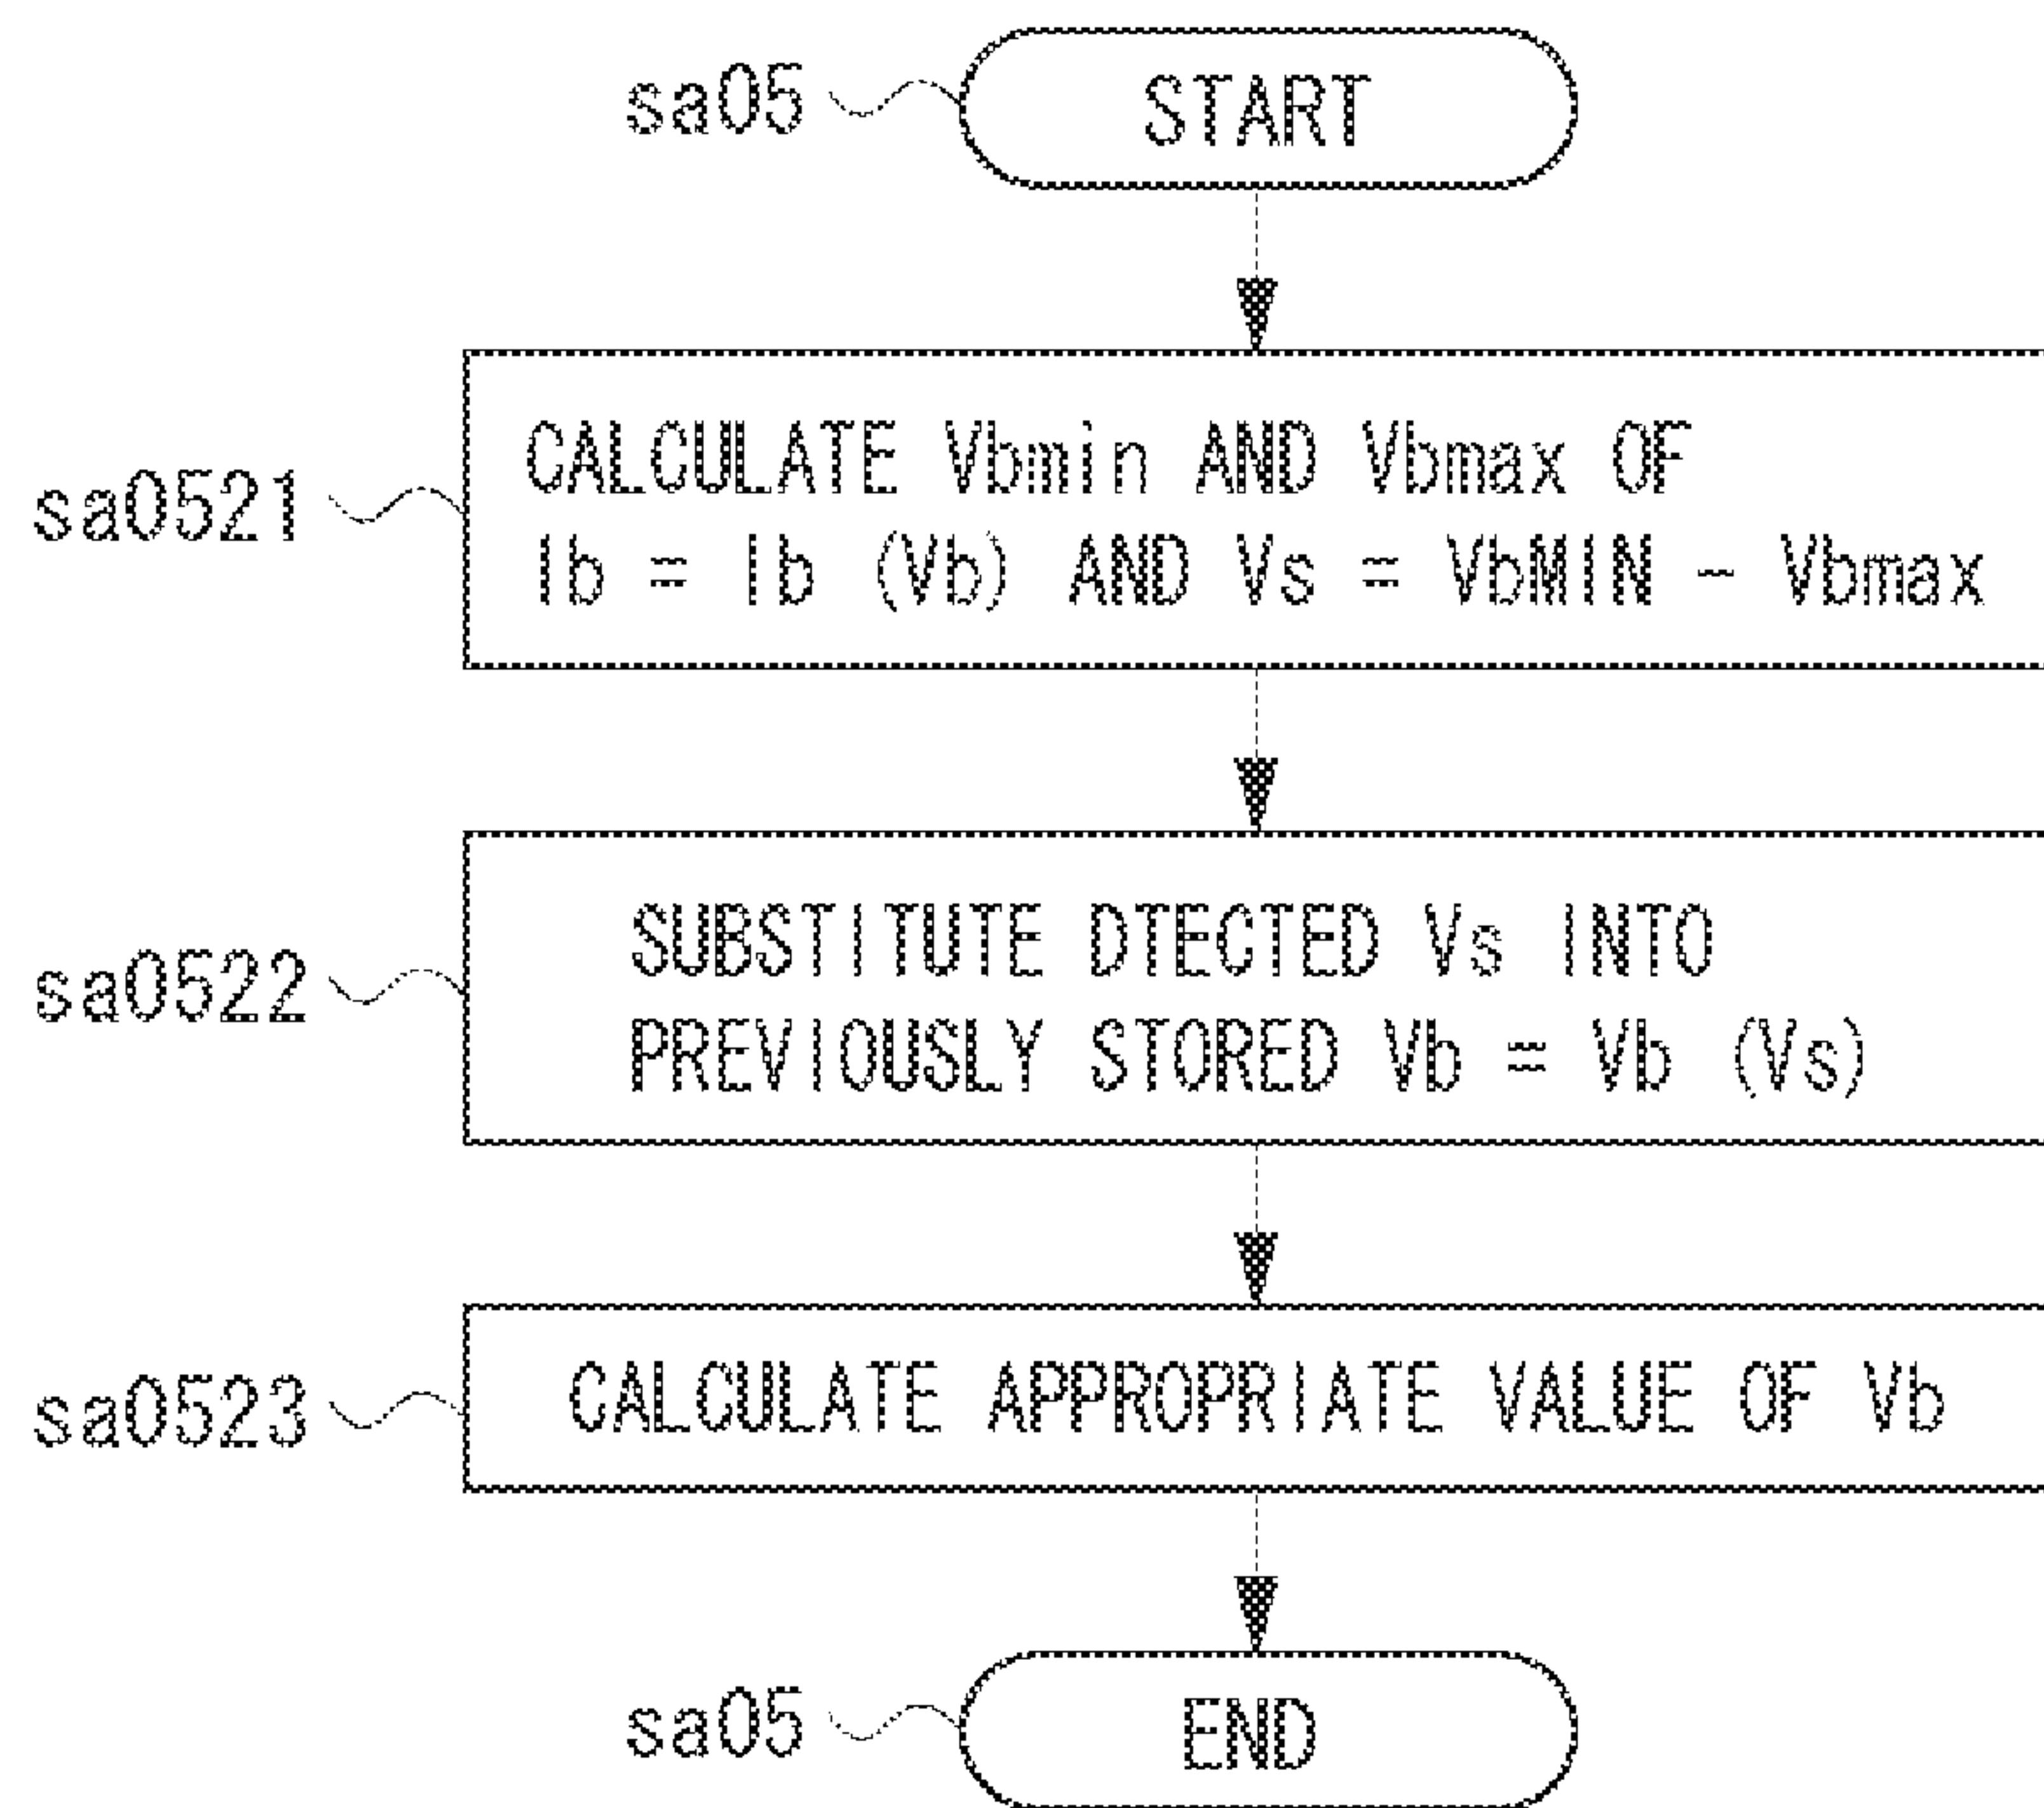 sa05
START
sa0521
CALCULATE Vbmin AND Vbmax OF
Ib = Ib (Vb) AND Vs = VbMIN - Vbmax
sa0522
SUBSTITUTE DTECTED Vs INTO
PREVIOUSLY STORED Vb = Vb (Vs)
sa0523
CALCULATE APPROPRIATE VALUE OF Vb
sa05
END